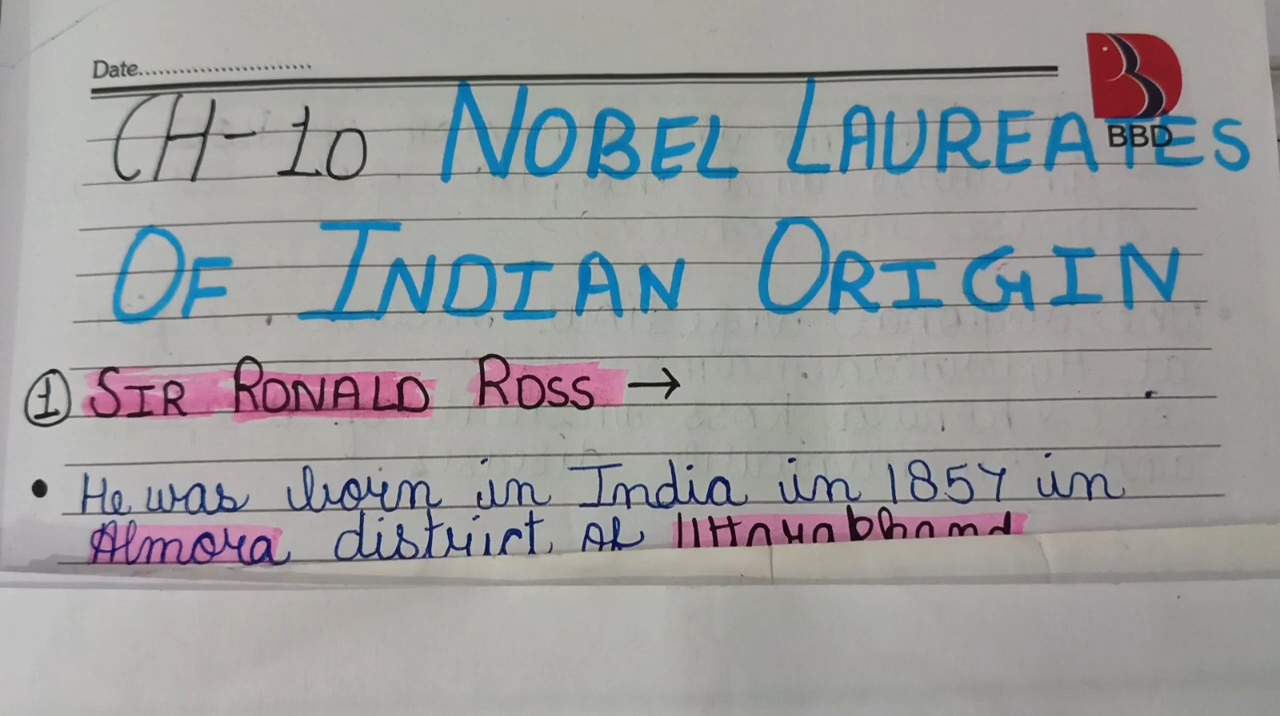 Date..........................
BBD
CH-10 NOBEL LAUREATES
OF INDIAN ORIGIN
① SIR RONALD ROSS →
• He was born in India in 1857 in
Almora district of Uttarakhand